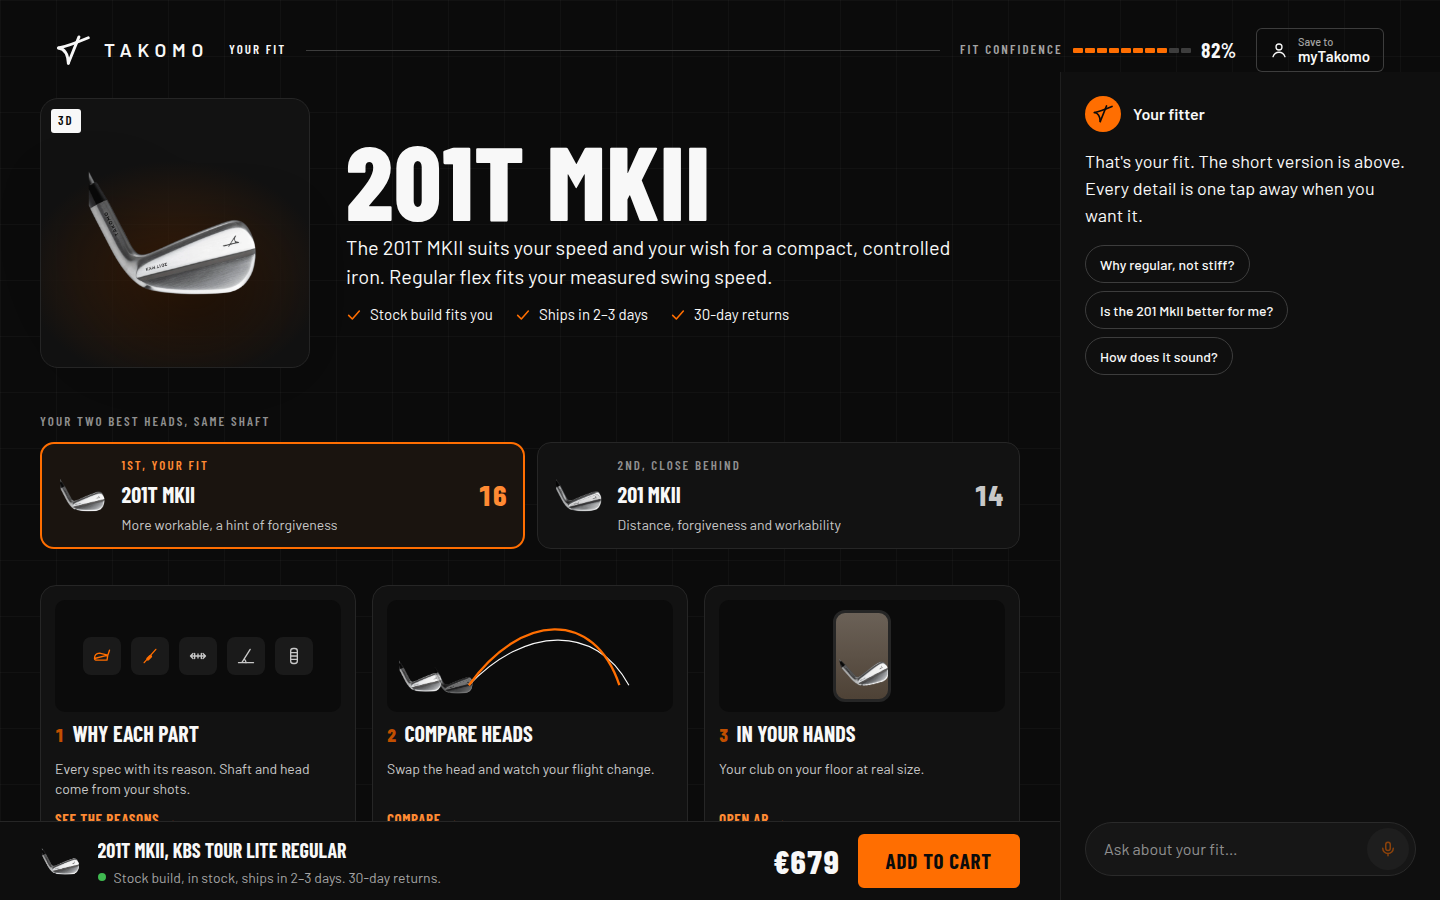 TAKOMO
YOUR FIT
FIT CONFIDENCE
82%
Save to
myTakomo
3D
201T MKII
The 201T MKII suits your speed and your wish for a compact, controlled
iron. Regular flex fits your measured swing speed.
Stock build fits you
Ships in 2–3 days
30-day returns
YOUR TWO BEST HEADS, SAME SHAFT
1ST, YOUR FIT
201T MKII
More workable, a hint of forgiveness
16
2ND, CLOSE BEHIND
201 MKII
Distance, forgiveness and workability
14
1 WHY EACH PART
Every spec with its reason. Shaft and head
come from your shots.
SEE THE REASONS
2 COMPARE HEADS
Swap the head and watch your flight change.
COMPARE
3 IN YOUR HANDS
Your club on your floor at real size.
OPEN AR
201T MKII, KBS TOUR LITE REGULAR
Stock build, in stock, ships in 2–3 days. 30-day returns.
€679
ADD TO CART
Your fitter
That's your fit. The short version is above.
Every detail is one tap away when you
want it.
Why regular, not stiff?
Is the 201 MkII better for me?
How does it sound?
Ask about your fit...